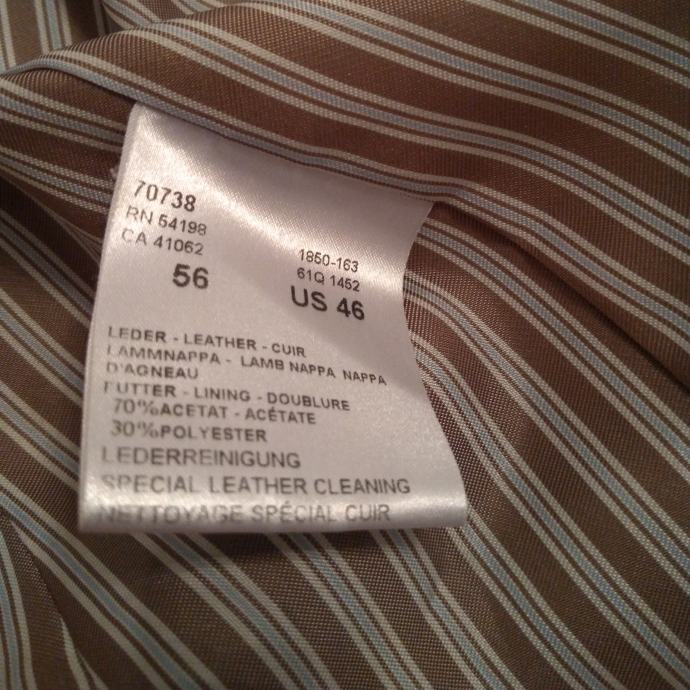 70738
RN 54198
CA 41062
56
1850-163
61Q 1452
US 46
LEDER - LEATHER - CUIR
LAMMNAPPA - LAMB NAPPA NAPPA
D'AGNEAU
FUTTER - LINING - DOUBLURE
70%ACETAT - ACÉTATE
30%POLYESTER
LEDERREINIGUNG
SPECIAL LEATHER CLEANING
NETTOYAGE SPÉCIAL CUIR